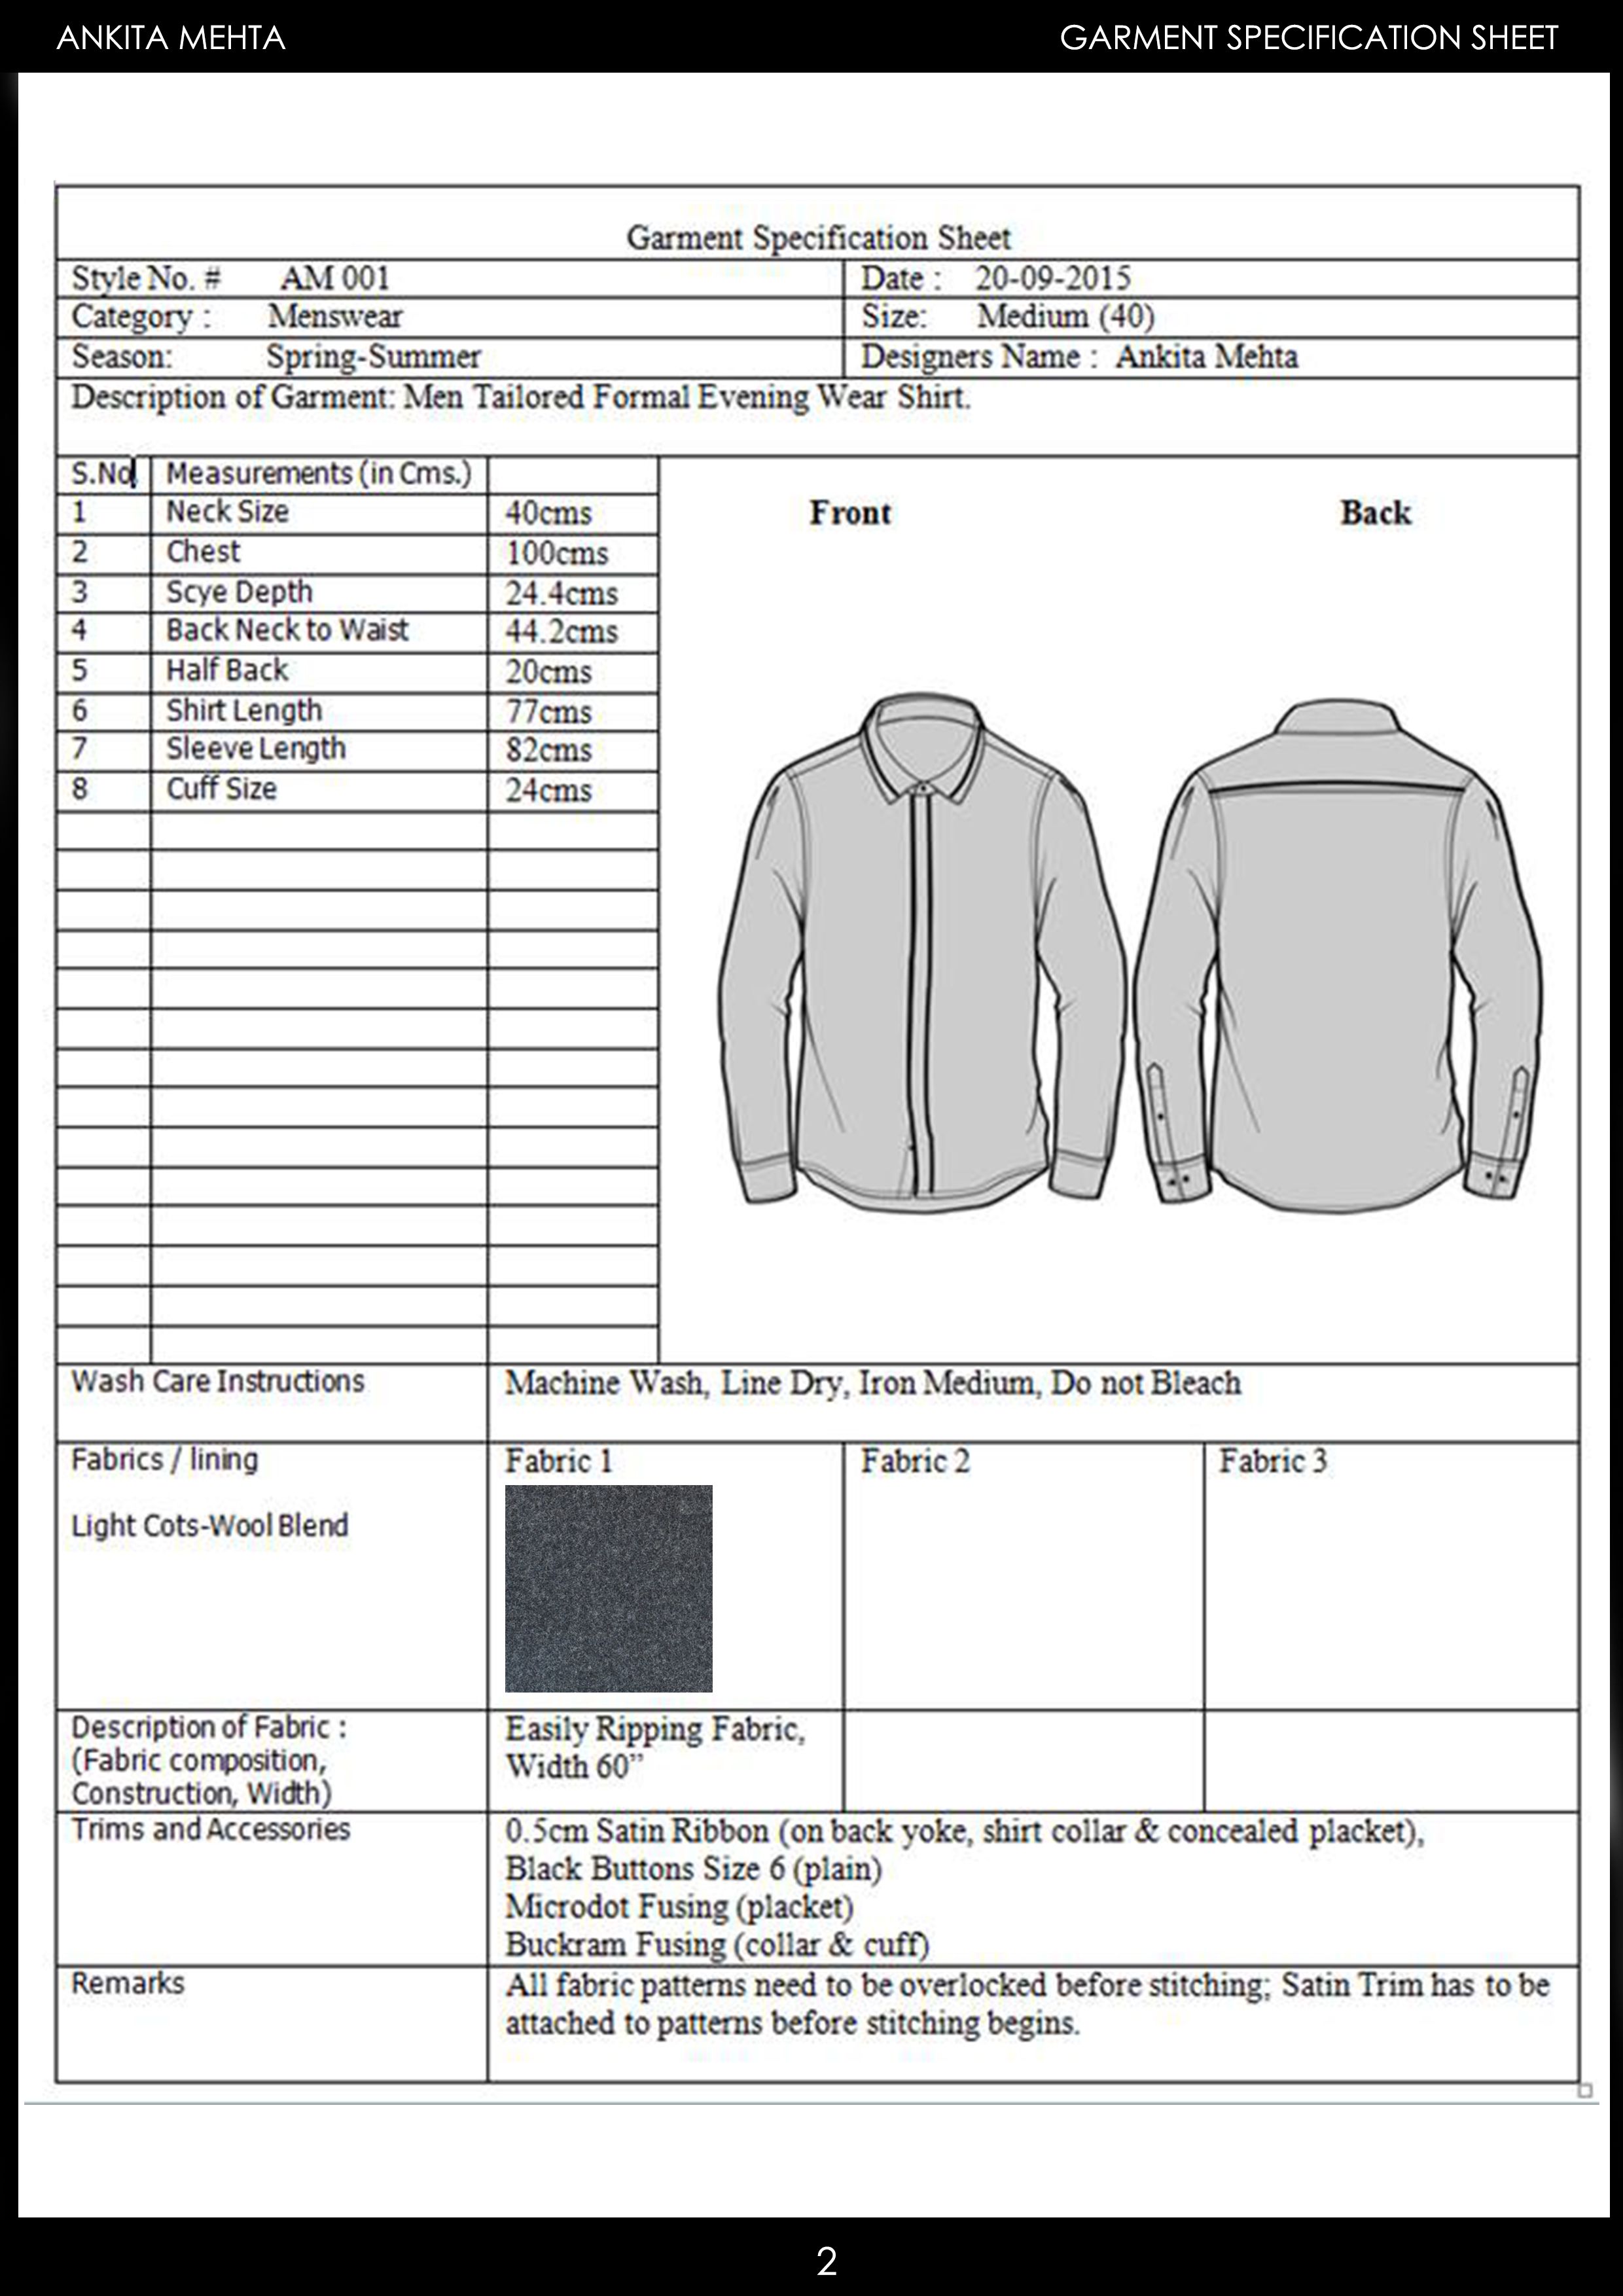 ANKITA MEHTA GARMENT SPECIFICATION SHEET
Garment Specification Sheet
Style No. # AM 001 Date : 20-09-2015
Category : Menswear Size: Medium (40)
Season: Spring-Summer Designers Name : Ankita Mehta
Description of Garment: Men Tailored Formal Evening Wear Shirt.
S.No Measurements (in Cms.)
1 Neck Size 40cms
2 Chest 100cms
3 Scye Depth 24.4cms
4 Back Neck to Waist 44.2cms
5 Half Back 20cms
6 Shirt Length 77cms
7 Sleeve Length 82cms
8 Cuff Size 24cms
Front Back
Wash Care Instructions Machine Wash, Line Dry, Iron Medium, Do not Bleach
Fabrics / lining Fabric 1 Fabric 2 Fabric 3
Light Cots-Wool Blend
Description of Fabric :
(Fabric composition,
Construction, Width)
Easily Ripping Fabric,
Width 60”
Trims and Accessories
0.5cm Satin Ribbon (on back yoke, shirt collar & concealed placket),
Black Buttons Size 6 (plain)
Microdot Fusing (placket)
Buckram Fusing (collar & cuff)
Remarks
All fabric patterns need to be overlocked before stitching; Satin Trim has to be
attached to patterns before stitching begins.
2